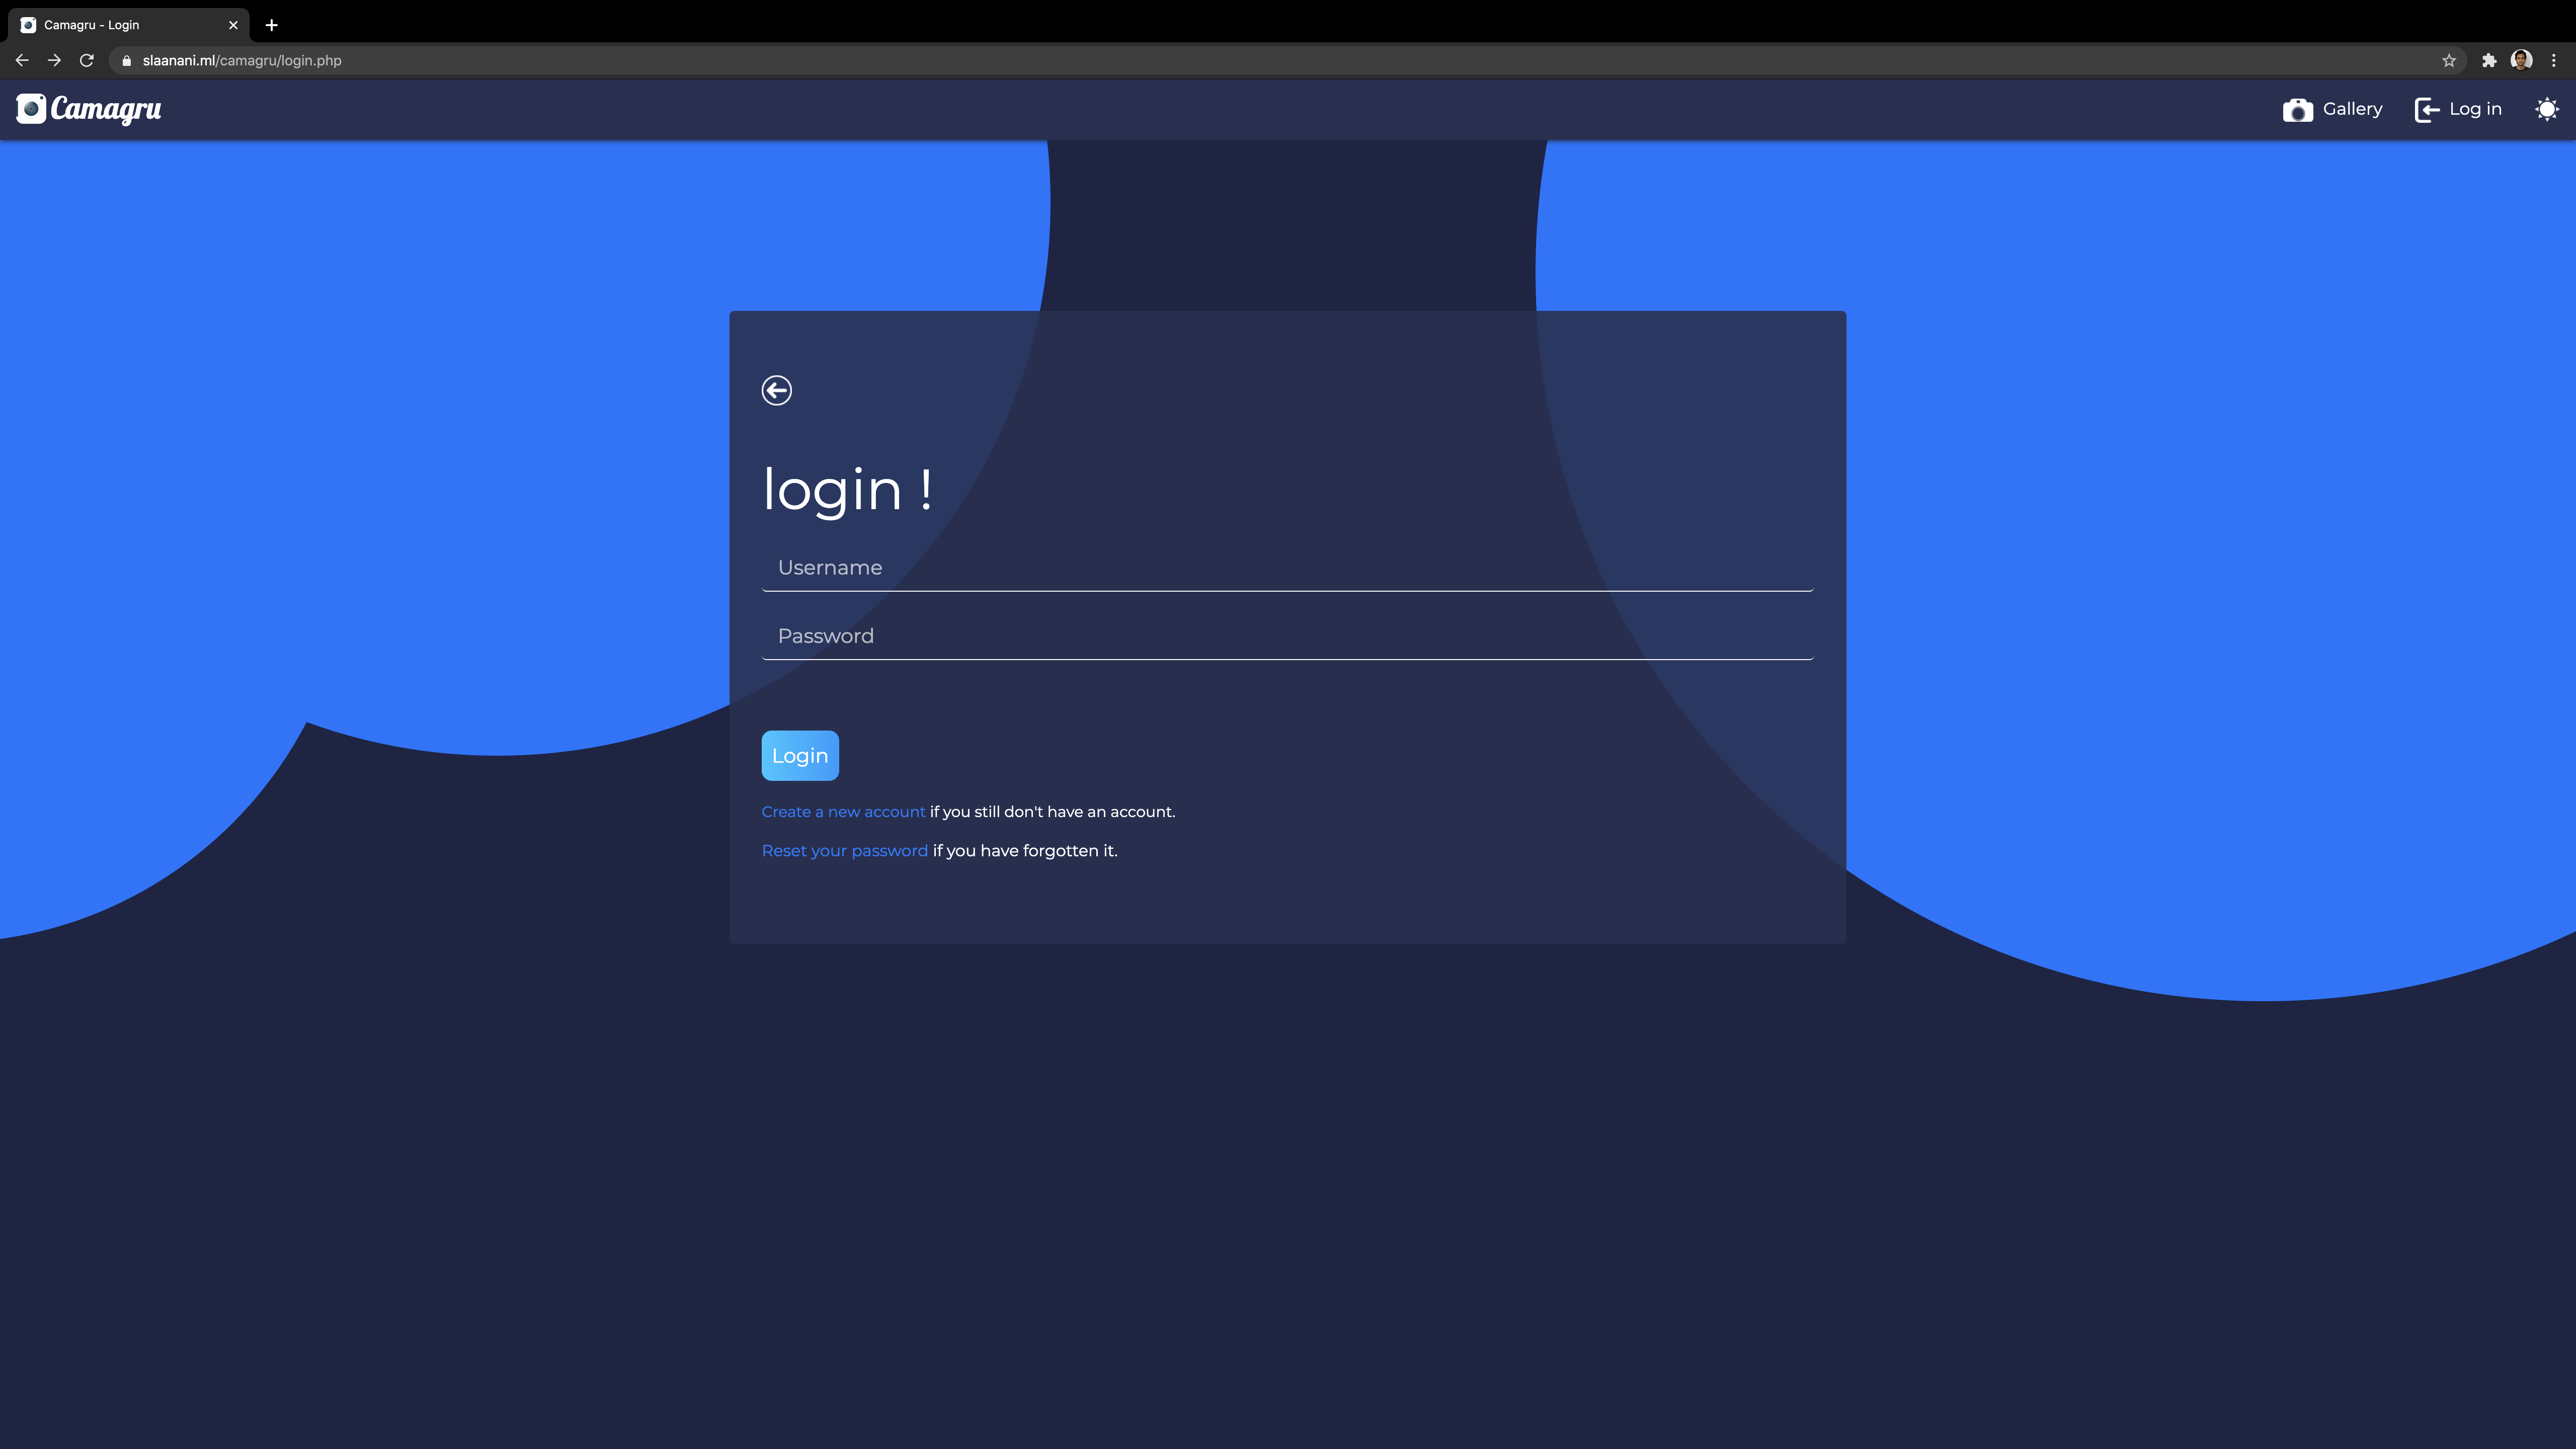 Camagru - Login
slaanani.ml/camagru/login.php
Camagru
Gallery
Log in
login !
Username
Password
Login
Create a new account if you still don't have an account.
Reset your password if you have forgotten it.